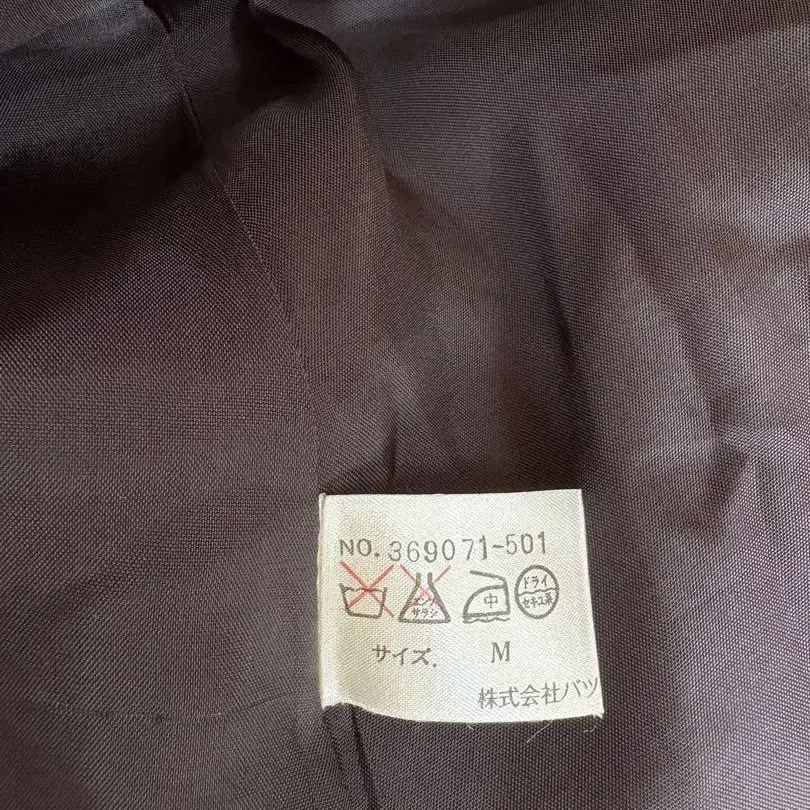 NO. 369071-501
エンソ
サラシ
中
ドライ
セキユ系
サイズ. M
株式会社バツ